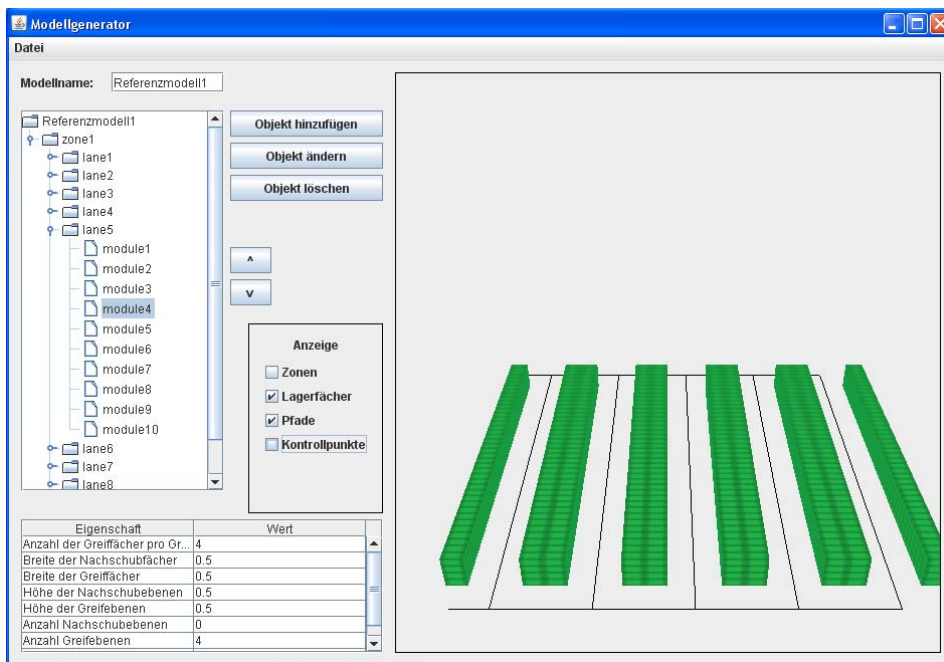 Modellgenerator
Datei
Modellname: Referenzmodell1
Referenzmodell1
zone1
lane1
lane2
lane3
lane4
lane5
module1
module2
module3
module4
module5
module6
module7
module8
module9
module10
lane6
lane7
lane8
Objekt hinzufügen
Objekt ändern
Objekt löschen
^
v
Anzeige
Zonen
Lagerfächer
Pfade
Kontrollpunkte
Eigenschaft Wert
Anzahl der Greiffächer pro Gr... 4
Breite der Nachschubfächer 0.5
Breite der Greiffächer 0.5
Höhe der Nachschubebenen 0.5
Höhe der Greifebenen 0.5
Anzahl Nachschubebenen 0
Anzahl Greifebenen 4